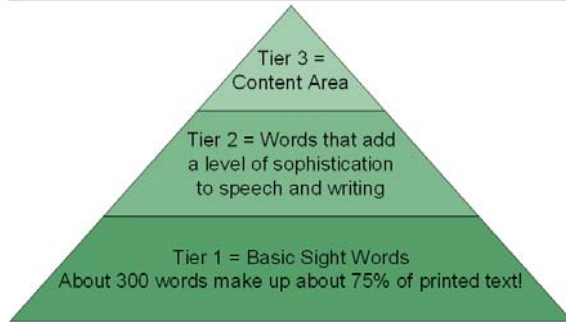 Tier 3 =
Content Area
Tier 2 = Words that add
a level of sophistication
to speech and writing
Tier 1 = Basic Sight Words
About 300 words make up about 75% of printed text!